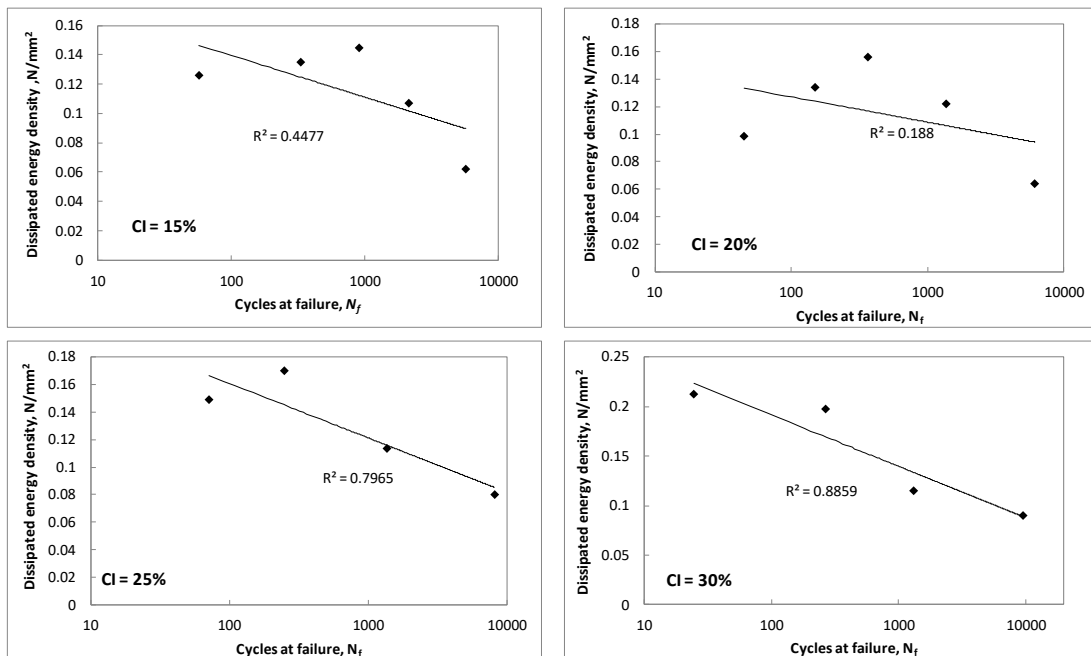 Dissipated energy density ,N/mm²
0.16
0.14
0.12
0.1
0.08
0.06
0.04
0.02
0
R² = 0.4477
CI = 15%
10 100 1000 10000
Cycles at failure, N_f
Dissipated energy density, N/mm²
0.18
0.16
0.14
0.12
0.1
0.08
0.06
0.04
0.02
0
R² = 0.188
CI = 20%
10 100 1000 10000
Cycles at failure, N_f
Dissipated energy density, N/mm²
0.18
0.16
0.14
0.12
0.1
0.08
0.06
0.04
0.02
0
R² = 0.7965
CI = 25%
10 100 1000 10000
Cycles at failure, N_f
Dissipated energy density, N/mm²
0.25
0.2
0.15
0.1
0.05
0
R² = 0.8859
CI = 30%
10 100 1000 10000
Cycles at failure, N_f